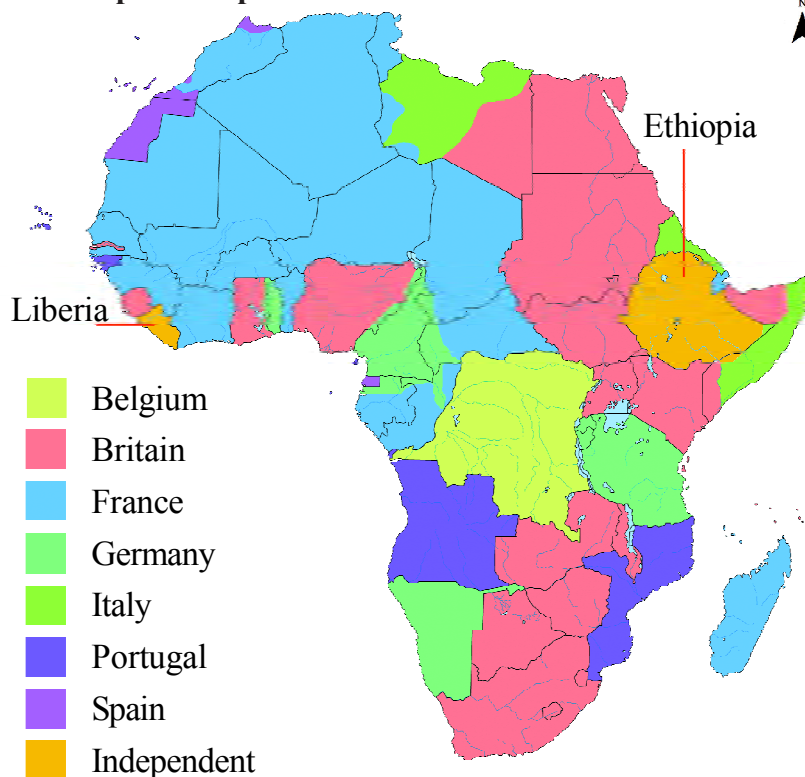 N
Ethiopia
Liberia
Belgium
Britain
France
Germany
Italy
Portugal
Spain
Independent